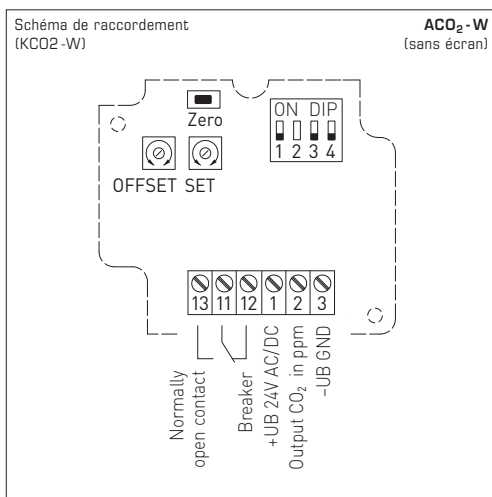 Schéma de raccordement
(KCO2-W)
ACO₂-W
(sans écran)
Zero
ON DIP
1 2 3 4
OFFSET SET
13 11 12 1 2 3
Normally
open contact
Breaker
+UB 24V AC/DC
Output CO₂ in ppm
–UB GND